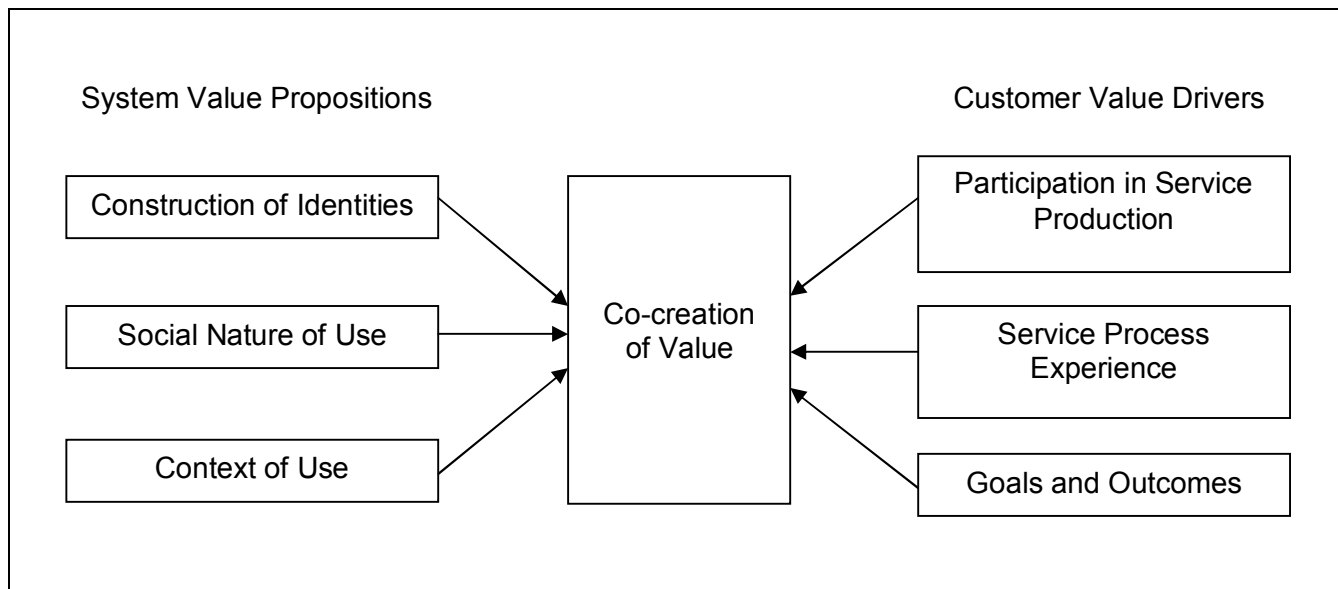 System Value Propositions
Customer Value Drivers
Construction of Identities
Social Nature of Use
Context of Use
Co-creation
of Value
Participation in Service
Production
Service Process
Experience
Goals and Outcomes